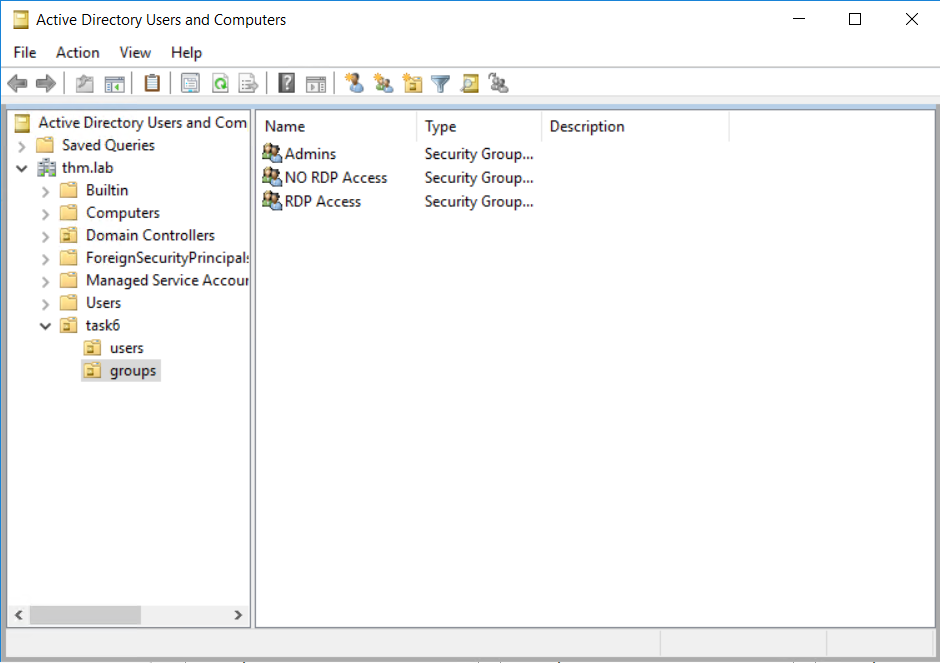 Active Directory Users and Computers
File Action View Help
Active Directory Users and Com
Saved Queries
thm.lab
Builtin
Computers
Domain Controllers
ForeignSecurityPrincipals
Managed Service Accoun
Users
task6
users
groups
Name Type Description
Admins Security Group...
NO RDP Access Security Group...
RDP Access Security Group...